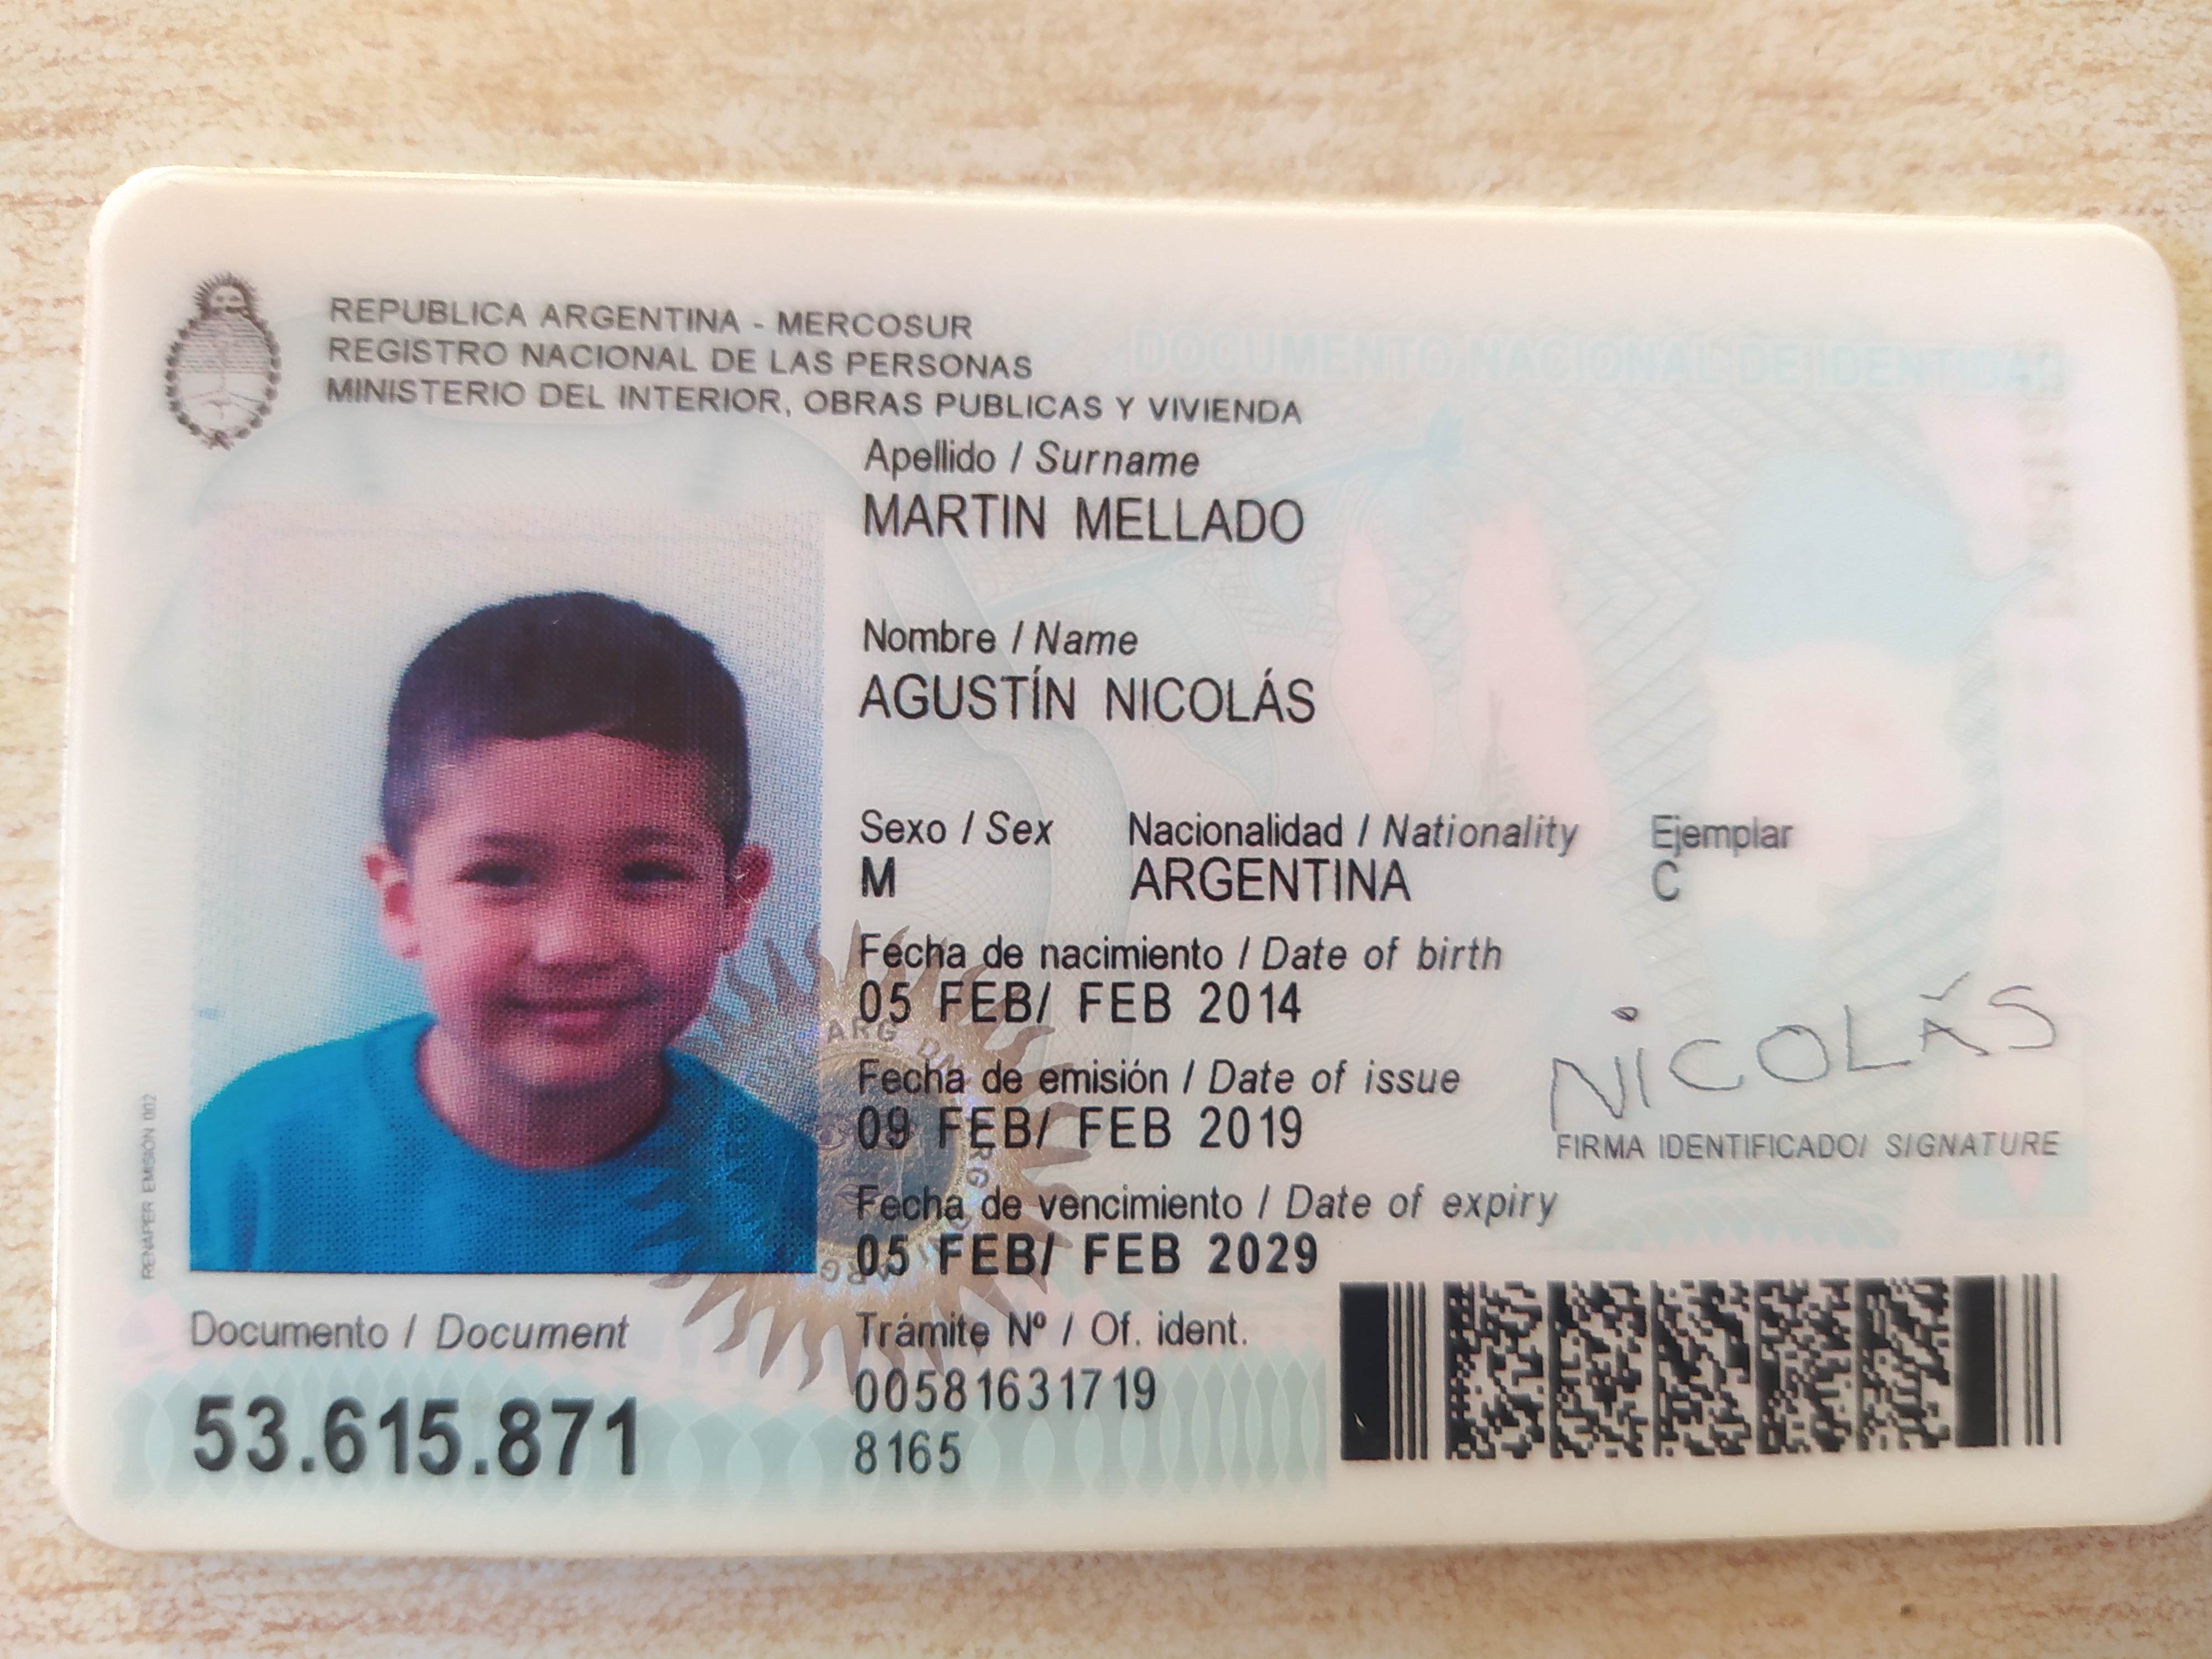 REPUBLICA ARGENTINA - MERCOSUR
REGISTRO NACIONAL DE LAS PERSONAS
MINISTERIO DEL INTERIOR, OBRAS PUBLICAS Y VIVIENDA
RENAPER EMISIÓN 002
Apellido / Surname
MARTIN MELLADO
Nombre / Name
AGUSTÍN NICOLÁS
Sexo / Sex Nacionalidad / Nationality Ejemplar
M ARGENTINA C
Fecha de nacimiento / Date of birth
05 FEB/ FEB 2014
Fecha de emisión / Date of issue
09 FEB/ FEB 2019
Fecha de vencimiento / Date of expiry
05 FEB/ FEB 2029
NICOLÁS
FIRMA IDENTIFICADO/ SIGNATURE
Documento / Document
53.615.871
Trámite Nº / Of. ident.
00581631719
8165
DOCUMENTO NACIONAL DE IDENTIDAD